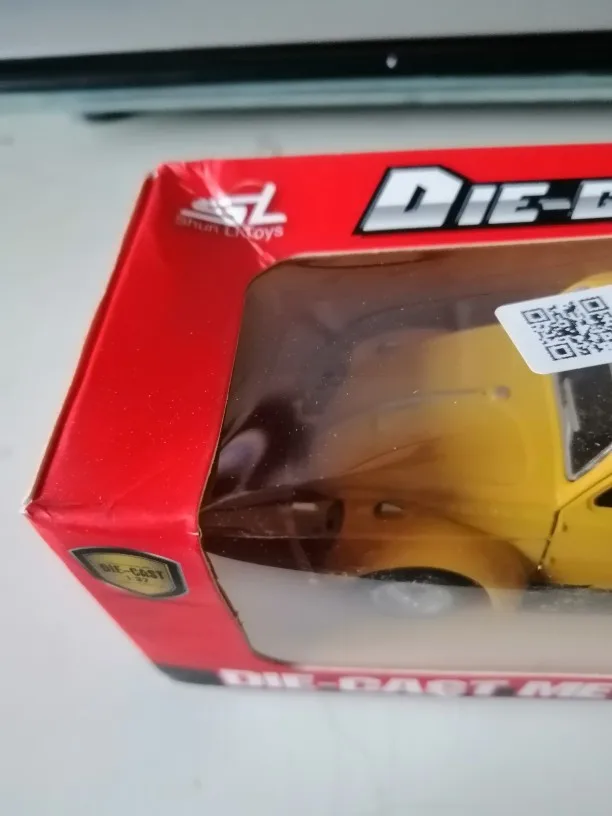 SL
Shun Li Toys
DIE-C
DIE-CAST
DIE-CAST ME